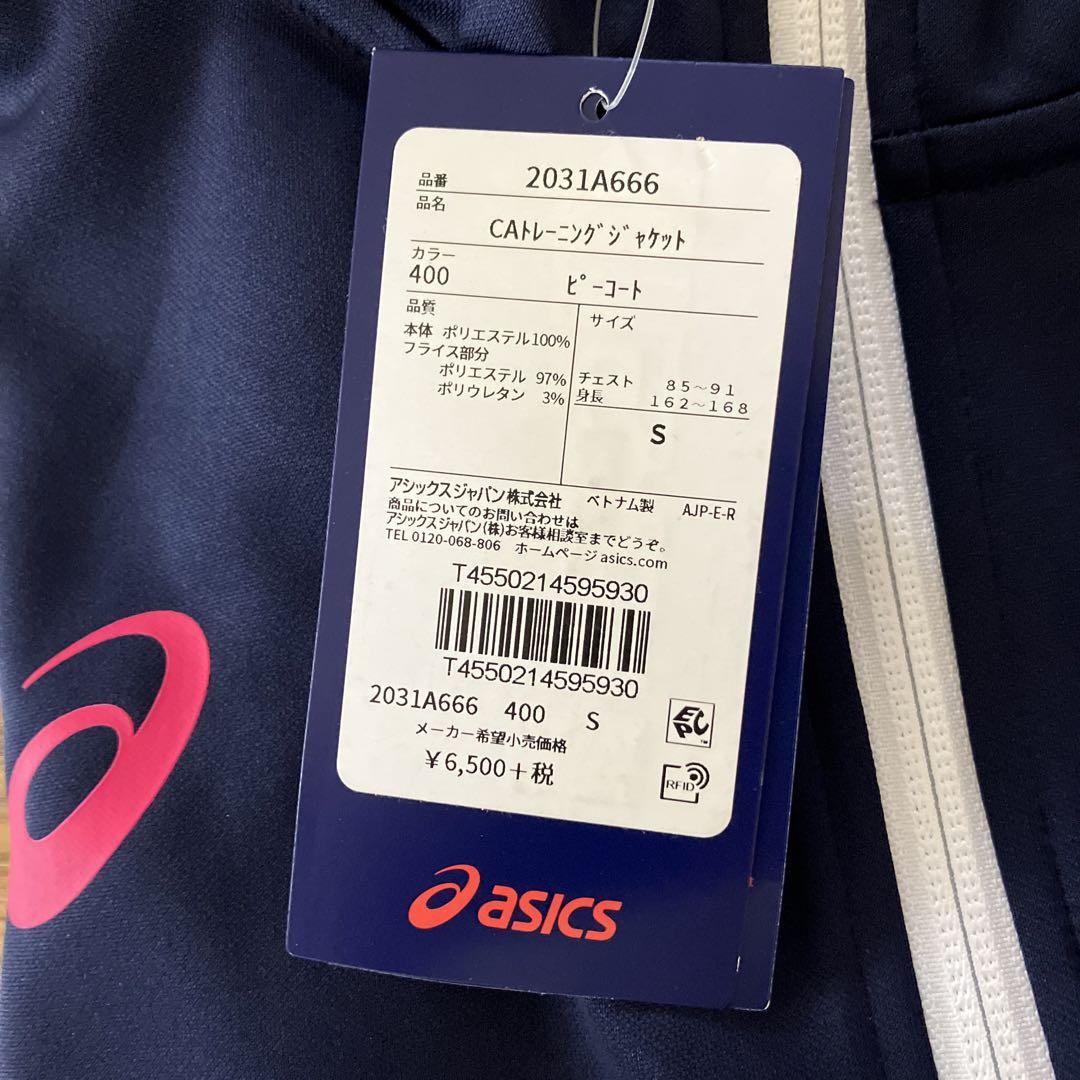 品番 2031A666
品名
CAﾄﾚｰﾆﾝｸﾞｼﾞｬｹｯﾄ
カラー
400 ﾋﾟｰｺｰﾄ
品質
本体 ポリエステル100%
フライス部分
ポリエステル 97%
ポリウレタン 3%
サイズ
チェスト 85～91
身長 162～168
S
アシックスジャパン株式会社 ベトナム製 AJP-E-R
商品についてのお問い合わせは
アシックスジャパン(株)お客様相談室までどうぞ。
TEL 0120-068-806 ホームページ asics.com
T4550214595930
T4550214595930
2031A666 400 S
メーカー希望小売価格
¥6,500+税
EPC™
RFID
asics